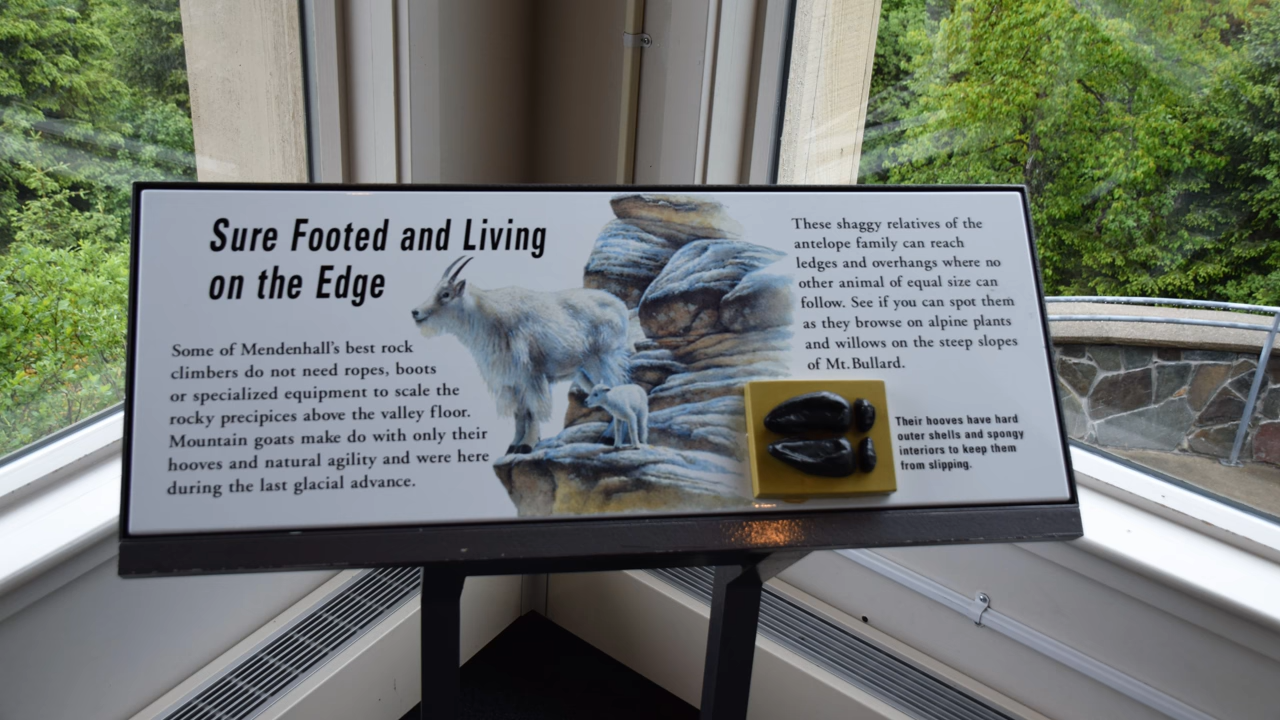 Sure Footed and Living
on the Edge
Some of Mendenhall's best rock
climbers do not need ropes, boots
or specialized equipment to scale the
rocky precipices above the valley floor.
Mountain goats make do with only their
hooves and natural agility and were here
during the last glacial advance.
These shaggy relatives of the
antelope family can reach
ledges and overhangs where no
other animal of equal size can
follow. See if you can spot them
as they browse on alpine plants
and willows on the steep slopes
of Mt. Bullard.
Their hooves have hard
outer shells and spongy
interiors to keep them
from slipping.